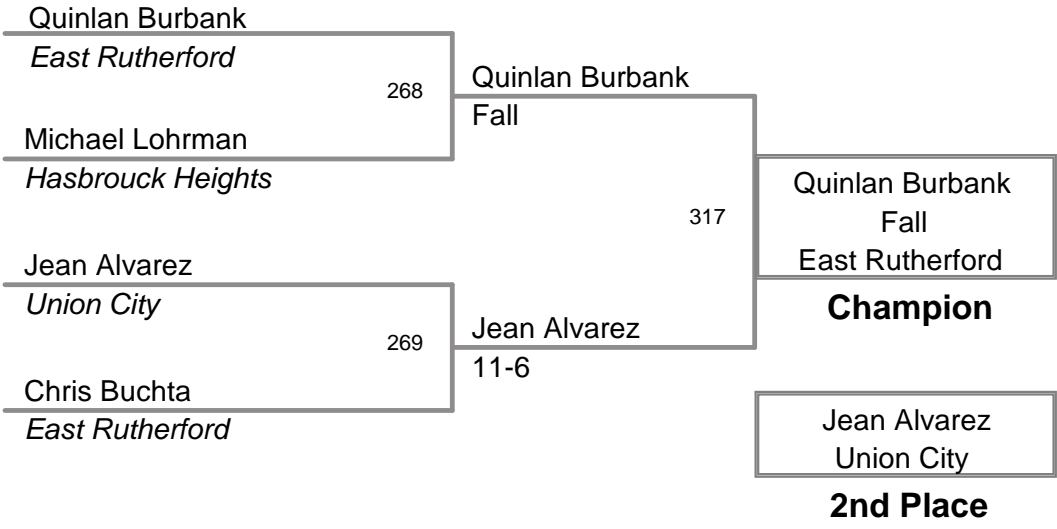 Quinlan Burbank
East Rutherford
268
Michael Lohrman
Hasbrouck Heights
Quinlan Burbank
Fall
Jean Alvarez
Union City
269
Chris Buchta
East Rutherford
Jean Alvarez
11-6
317
Quinlan Burbank
Fall
East Rutherford
Champion
Jean Alvarez
Union City
2nd Place